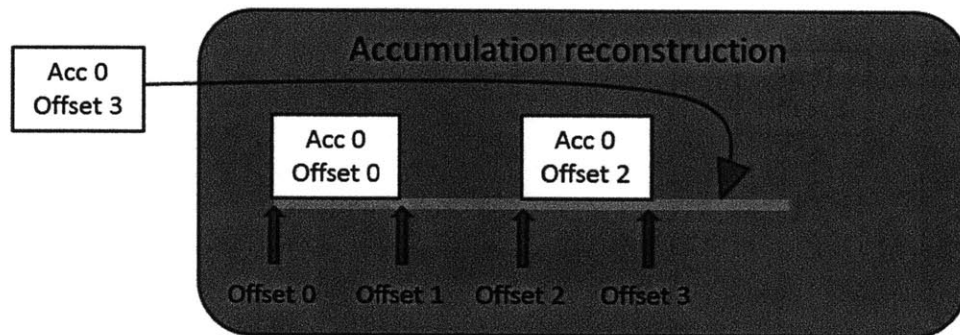 Accumulation reconstruction
Acc 0
Offset 3
Acc 0
Offset 0
Acc 0
Offset 2
Offset 0
Offset 1
Offset 2
Offset 3